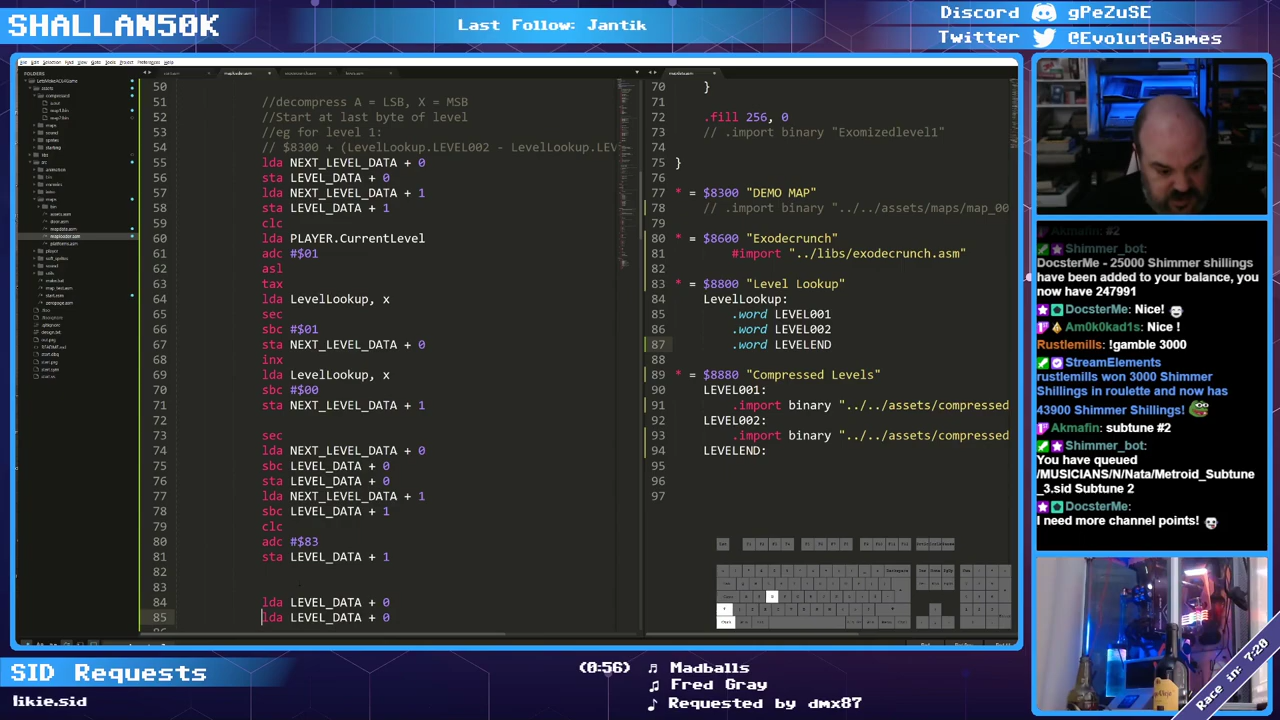 SHALLAN50K
Last Follow: Jantik
Discord gPeZuSE
Twitter @EvoluteGames
FOLDERS
50
51 //decompress A = LSB, X = MSB
52 //Start at last byte of level
53 //eg for level 1:
54 // $8300 + (LevelLookup.LEVEL002 - LevelLookup.LEV
55 lda NEXT_LEVEL_DATA + 0
56 sta LEVEL_DATA + 0
57 lda NEXT_LEVEL_DATA + 1
58 sta LEVEL_DATA + 1
59 clc
60 lda PLAYER.CurrentLevel
61 adc #$01
62 asl
63 tax
64 lda LevelLookup, x
65 sec
66 sbc #$01
67 sta NEXT_LEVEL_DATA + 0
68 inx
69 lda LevelLookup, x
70 sbc #$00
71 sta NEXT_LEVEL_DATA + 1
72
73 sec
74 lda NEXT_LEVEL_DATA + 0
75 sbc LEVEL_DATA + 0
76 sta LEVEL_DATA + 0
77 lda NEXT_LEVEL_DATA + 1
78 sbc LEVEL_DATA + 1
79 clc
80 adc #$83
81 sta LEVEL_DATA + 1
82
83
84 lda LEVEL_DATA + 0
85 lda LEVEL_DATA + 0
70 }
71
72 .fill 256, 0
73 // .import binary "Exomizedlevel1"
74
75 }
76
77 * = $8300 "DEMO MAP"
78 // .import binary "../../assets/maps/map_00
79
80 * = $8600 "Exodecrunch"
81 #import "../libs/exodecrunch.asm"
82
83 * = $8800 "Level Lookup"
84 LevelLookup:
85 .word LEVEL001
86 .word LEVEL002
87 .word LEVELEND
88
89 * = $8880 "Compressed Levels"
90 LEVEL001:
91 .import binary "../../assets/compressed
92 LEVEL002:
93 .import binary "../../assets/compressed
94 LEVELEND:
95
96
97
Akmafin: #2
Shimmer_bot:
DocsterMe - 25000 Shimmer shillings
have been added to your balance, you
now have 247991
DocsterMe: Nice!
Am0k0kad1s: Nice !
Rustlemills: !gamble 3000
StreamElements:
rustlemills won 3000 Shimmer
Shillings in roulette and now has
43900 Shimmer Shillings!
Akmafin: subtune #2
Shimmer_bot:
You have queued
/MUSICIANS/N/Nata/Metroid_Subtune
_3.sid Subtune 2
DocsterMe:
I need more channel points!
SID Requests
likie.sid
(0:56) Madballs
Fred Gray
Requested by dmx87
Race in: 7:20